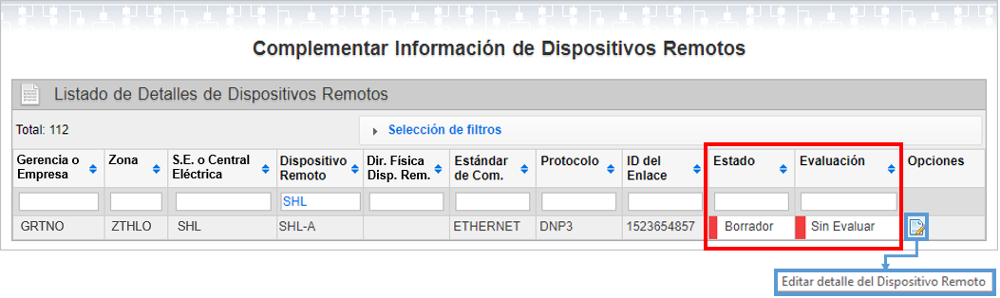 Complementar Información de Dispositivos Remotos
Listado de Detalles de Dispositivos Remotos
Total: 112
Selección de filtros
Gerencia o Empresa
Zona
S.E. o Central Eléctrica
Dispositivo Remoto
Dir. Física Disp. Rem.
Estándar de Com.
Protocolo
ID del Enlace
Estado
Evaluación
Opciones
SHL
GRTNO
ZTHLO
SHL
SHL-A
ETHERNET
DNP3
1523654857
Borrador
Sin Evaluar
Editar detalle del Dispositivo Remoto